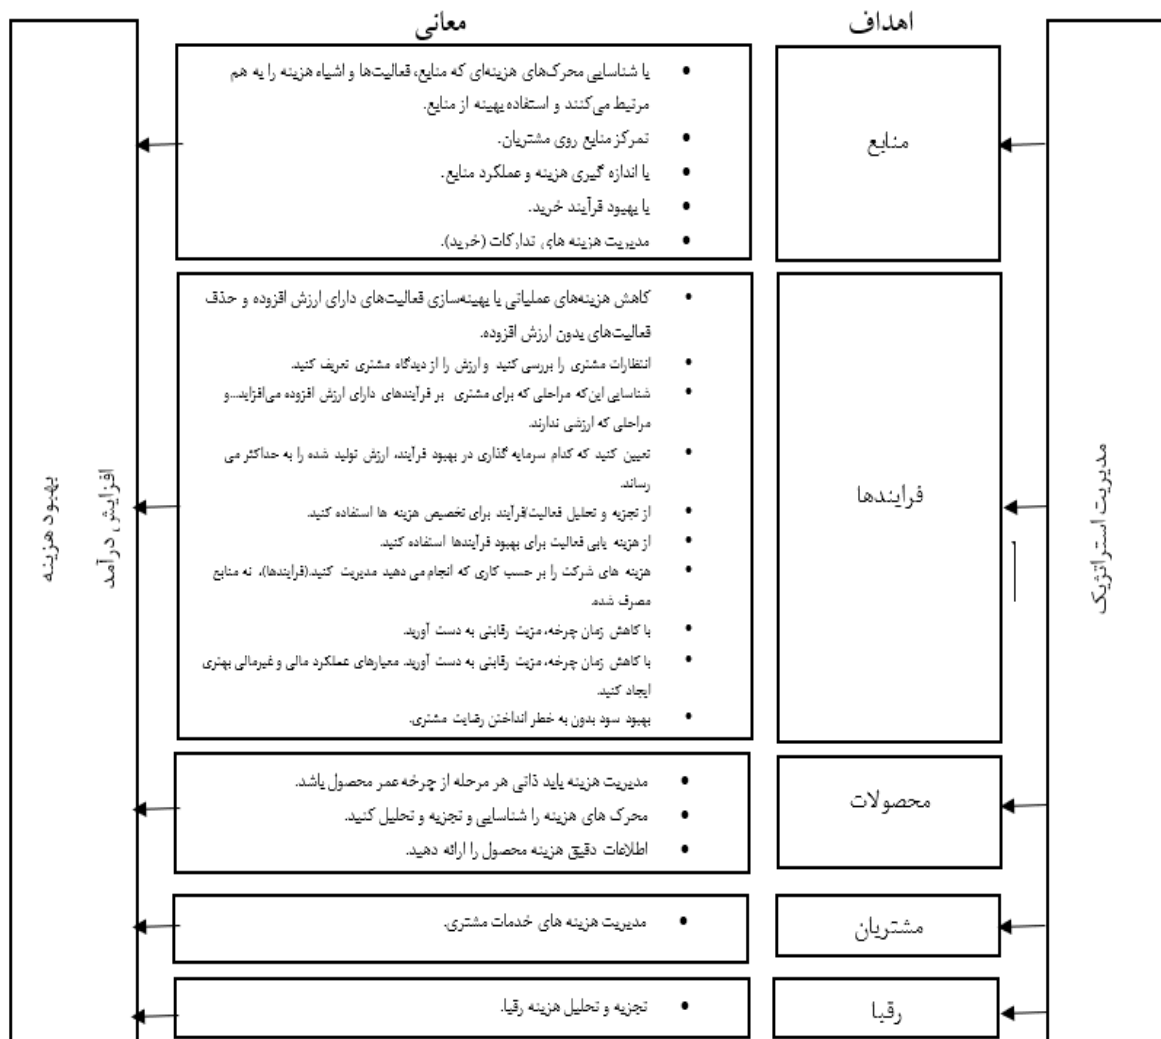 اهداف
معانی
مدیریت استراتژیک
منابع
یا شناسایی محرک‌های هزینه‌ای که منابع، فعالیت‌ها و اشیاء هزینه را به هم
مرتبط می‌کنند و استفاده بهینه از منابع.
تمرکز منابع روی مشتریان.
یا اندازه گیری هزینه و عملکرد منابع.
یا بهبود فرآیند خرید.
مدیریت هزینه های تدارکات (خرید).
فرایندها
کاهش هزینه‌های عملیاتی یا بهینه‌سازی فعالیت‌های دارای ارزش افزوده و حذف
فعالیت‌های بدون ارزش افزوده.
انتظارات مشتری را بررسی کنید و ارزش را از دیدگاه مشتری تعریف کنید.
شناسایی این‌که مراحلی که برای مشتری بر فرآیندهای دارای ارزش افزوده می‌افزاید...و
مراحلی که ارزشی ندارند.
تعیین کنید که کدام سرمایه گذاری در بهبود فرآیند، ارزش تولید شده را به حداکثر می
رساند.
از تجزیه و تحلیل فعالیت/فرآیند برای تخصیص هزینه ها استفاده کنید.
از هزینه یابی فعالیت برای بهبود فرآیندها استفاده کنید.
هزینه های شرکت را بر حسب کاری که انجام می دهید مدیریت کنید.(فرایندها)، نه منابع
مصرف شده.
با کاهش زمان چرخه، مزیت رقابتی به دست آورید.
با کاهش زمان چرخه، مزیت رقابتی به دست آورید. معیارهای عملکرد مالی و غیرمالی بهتری
ایجاد کنید.
بهبود سود بدون به خطر انداختن رضایت مشتری.
محصولات
مدیریت هزینه باید ذاتی هر مرحله از چرخه عمر محصول باشد.
محرک های هزینه را شناسایی و تجزیه و تحلیل کنید.
اطلاعات دقیق هزینه محصول را ارائه دهید.
مشتریان
مدیریت هزینه های خدمات مشتری.
رقبا
تجزیه و تحلیل هزینه رقبا.
افزایش درآمد
بهبود هزینه